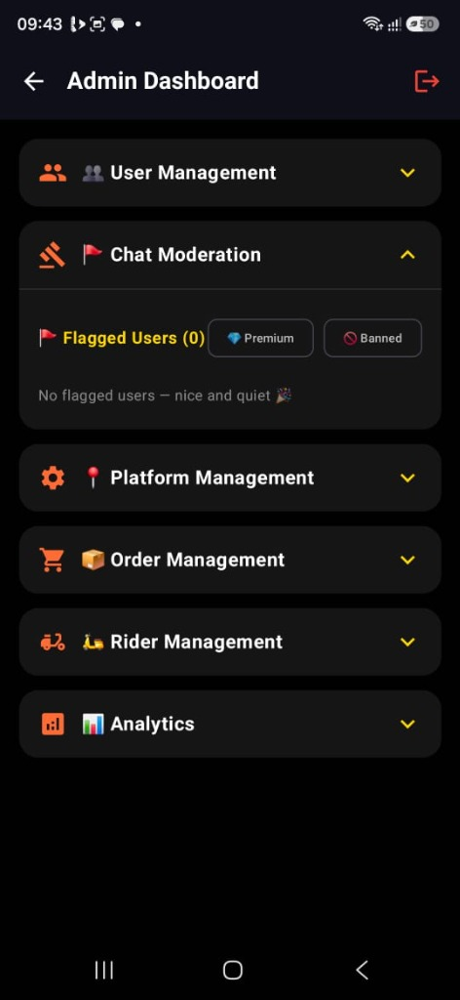 09:43
50
Admin Dashboard
👥 User Management
🚩 Chat Moderation
🚩 Flagged Users (0) 💎 Premium 🚫 Banned
No flagged users — nice and quiet 🎉
📍 Platform Management
📦 Order Management
🛵 Rider Management
📊 Analytics